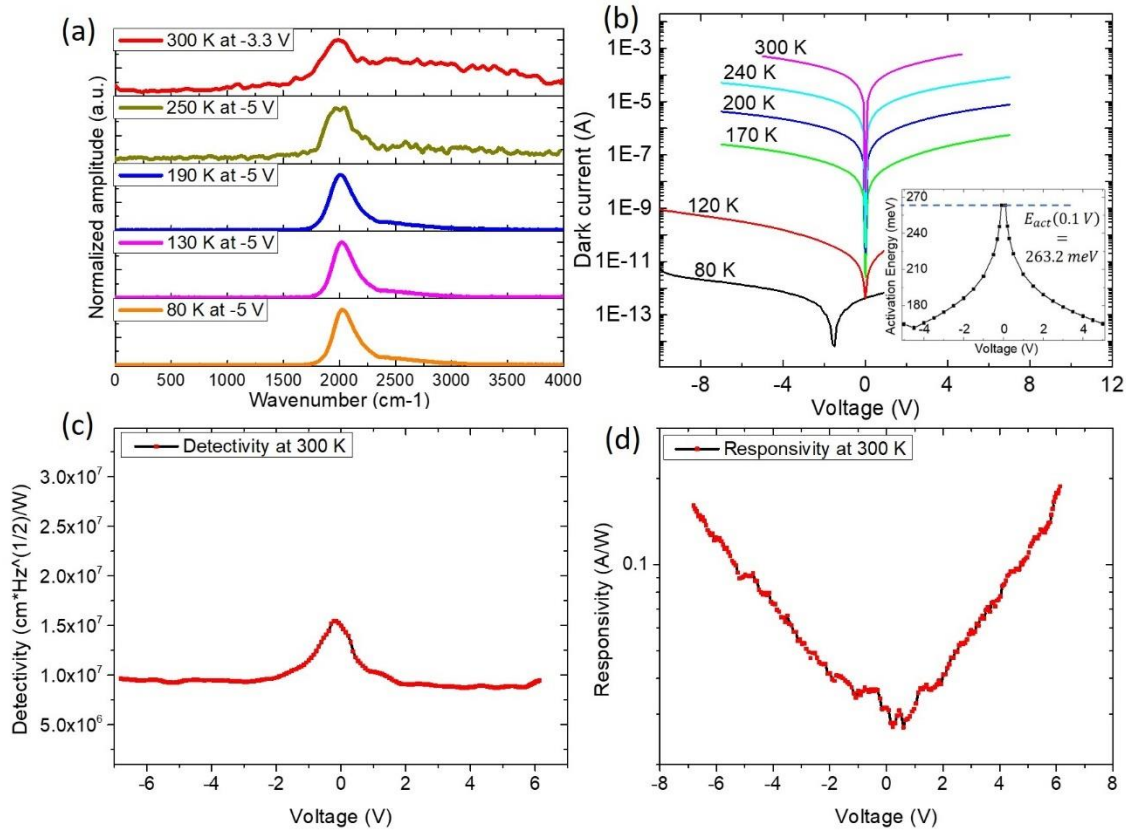 (a)
300 K at -3.3 V
250 K at -5 V
190 K at -5 V
130 K at -5 V
80 K at -5 V
Normalized amplitude (a.u.)
0 500 1000 1500 2000 2500 3000 3500 4000
Wavenumber (cm-1)
(b)
1E-3
1E-5
1E-7
1E-9
1E-11
1E-13
Dark current (A)
300 K
240 K
200 K
170 K
120 K
80 K
270
240
210
180
Activation Energy (meV)
E_act(0.1 V)
=
263.2 meV
-4 -2 0 2 4
Voltage (V)
-8 -4 0 4 8 12
Voltage (V)
(c)
Detectivity at 300 K
3.0x10^7
2.5x10^7
2.0x10^7
1.5x10^7
1.0x10^7
5.0x10^6
Detectivity (cm*Hz^(1/2)/W)
-6 -4 -2 0 2 4 6
Voltage (V)
(d)
Responsivity at 300 K
0.1
Responsivity (A/W)
-8 -6 -4 -2 0 2 4 6 8
Voltage (V)